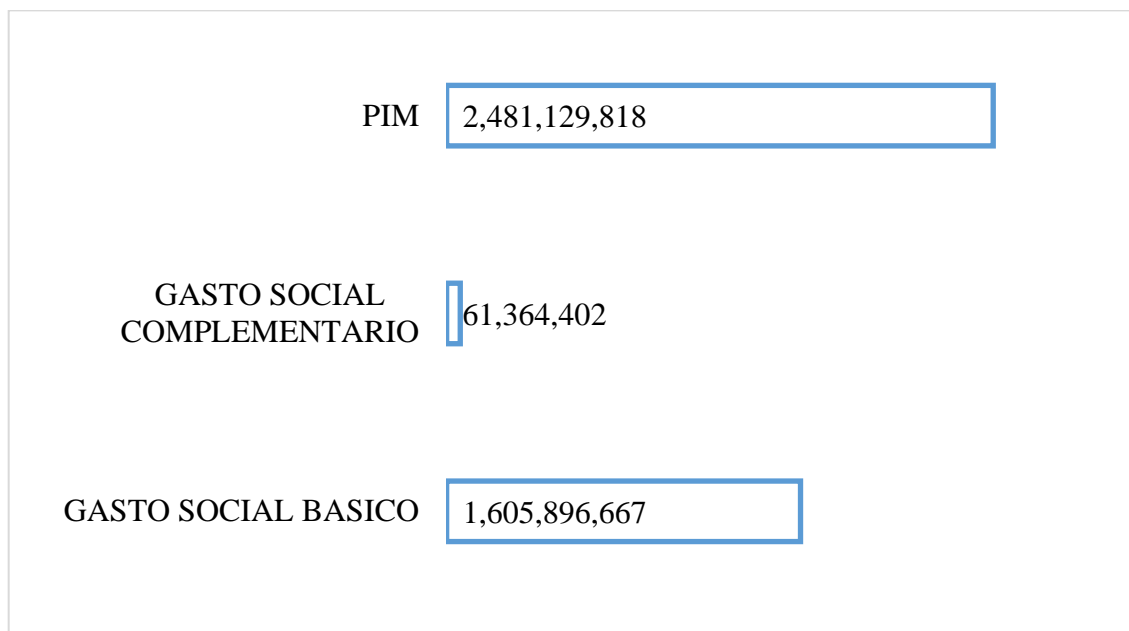 PIM
2,481,129,818
GASTO SOCIAL
COMPLEMENTARIO
61,364,402
GASTO SOCIAL BASICO
1,605,896,667